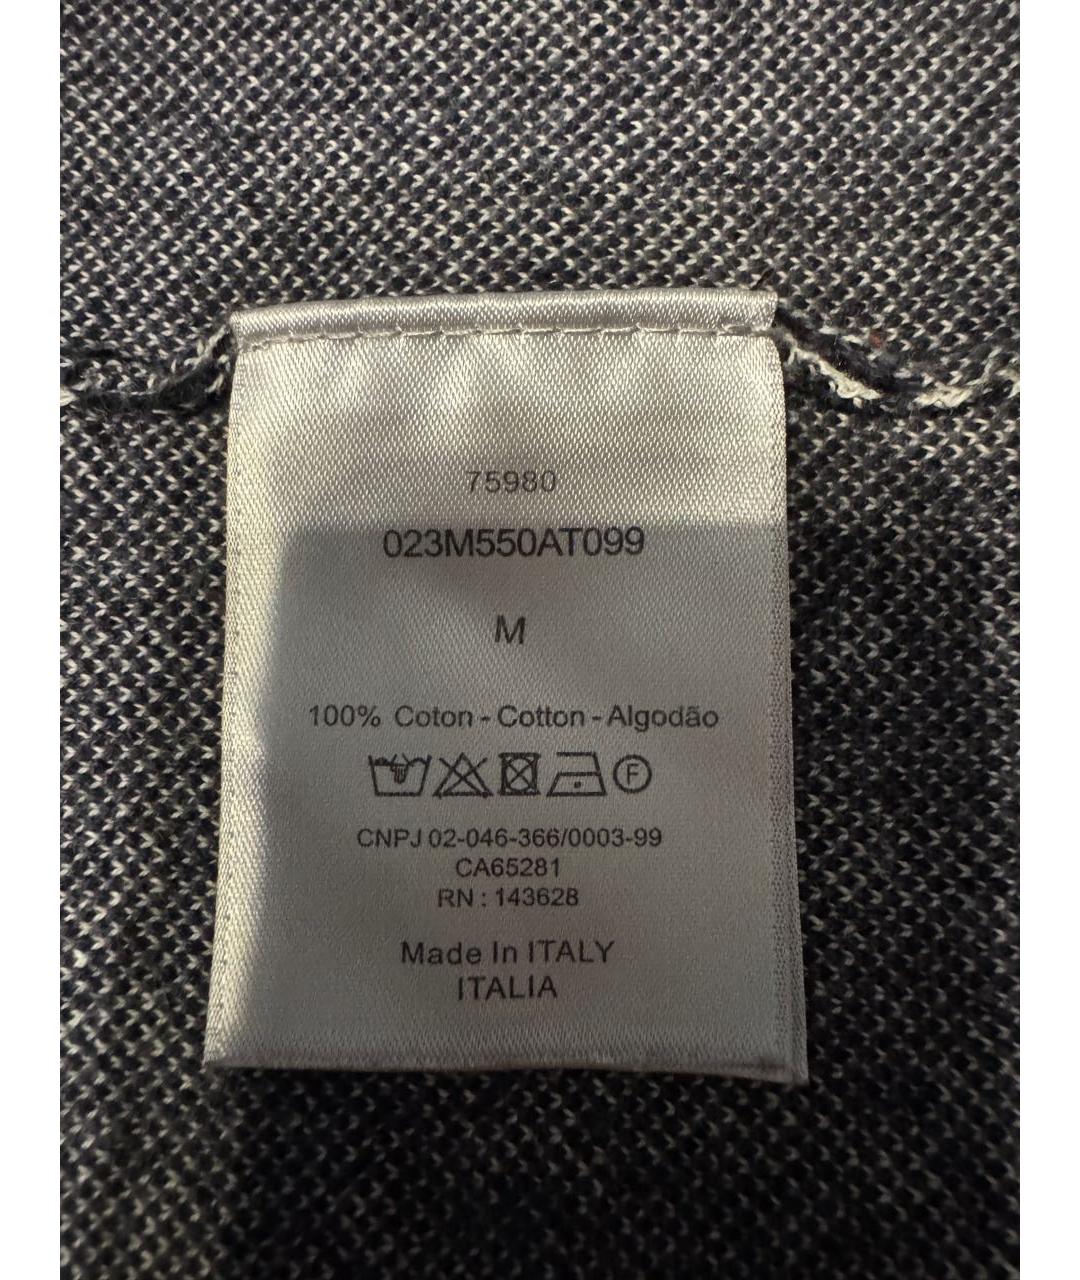 75980
023M550AT099
M
100% Coton - Cotton - Algodão
F
CNPJ 02-046-366/0003-99
CA65281
RN : 143628
Made In ITALY
ITALIA